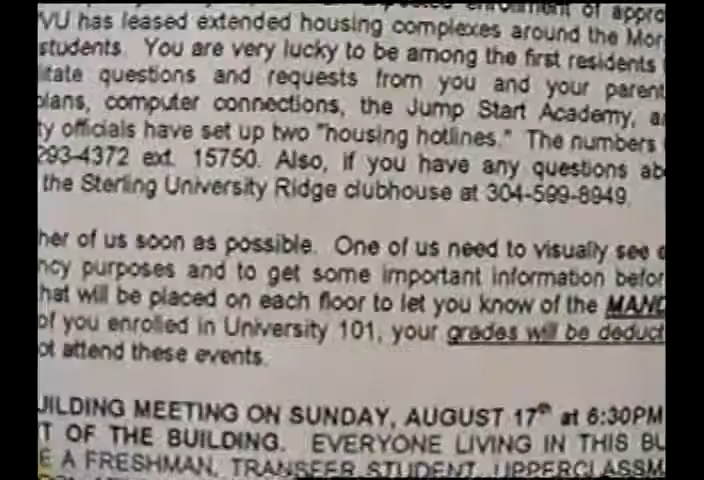 enrollment of appro
VU has leased extended housing complexes around the Mor
students. You are very lucky to be among the first residents
itate questions and requests from you and your parent
plans, computer connections, the Jump Start Academy, a
ty officials have set up two "housing hotlines." The numbers
293-4372 ext. 15750. Also, if you have any questions ab
the Sterling University Ridge clubhouse at 304-599-8949.
her of us soon as possible. One of us need to visually see
ncy purposes and to get some important information befor
hat will be placed on each floor to let you know of the MAND
of you enrolled in University 101, your grades will be deduct
ot attend these events.
UILDING MEETING ON SUNDAY, AUGUST 17th at 6:30PM
T OF THE BUILDING. EVERYONE LIVING IN THIS BU
E A FRESHMAN, TRANSFER STUDENT, UPPERCLASSM